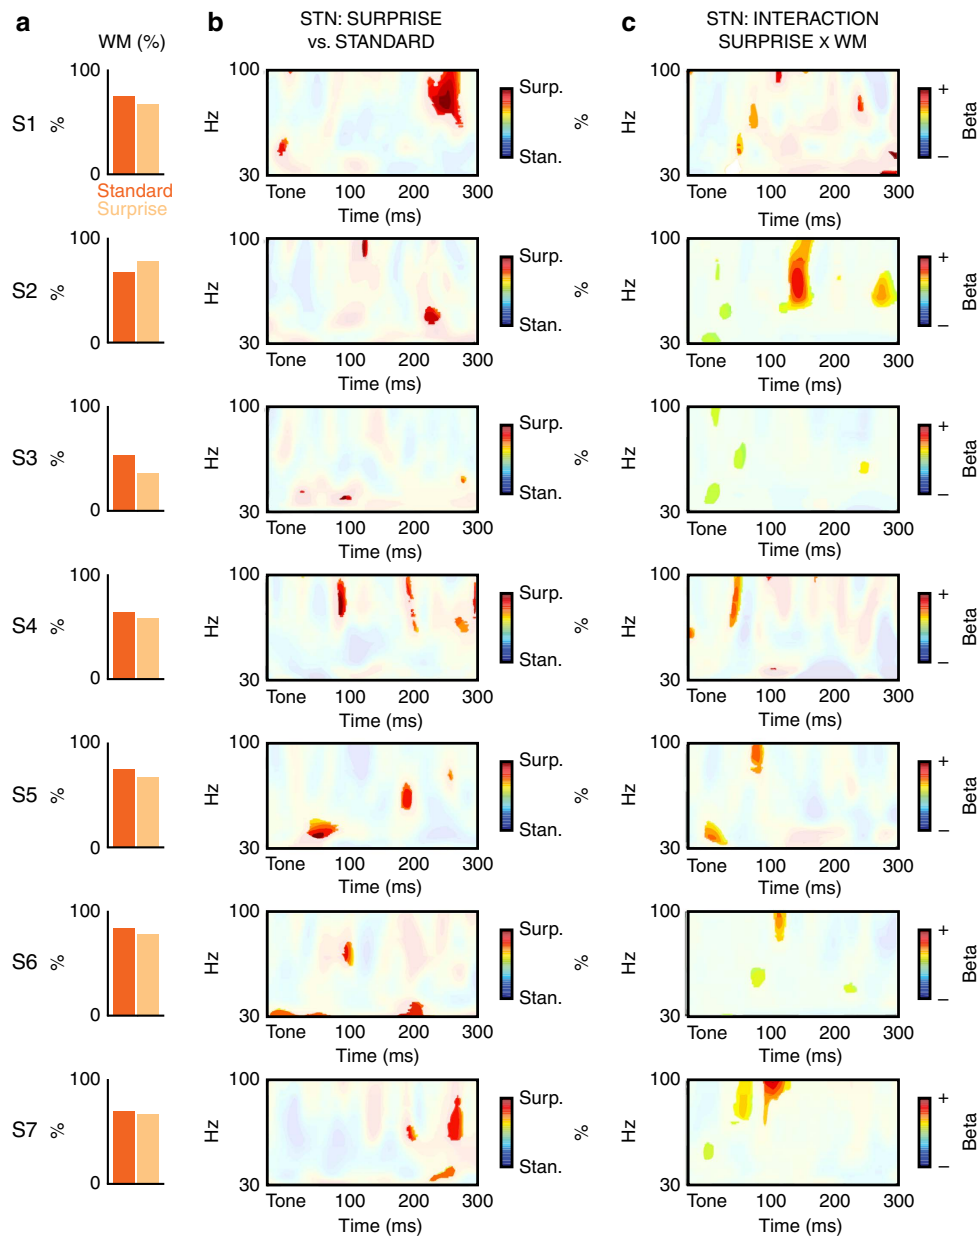 a
WM (%)
b
STN: SURPRISE
vs. STANDARD
c
STN: INTERACTION
SURPRISE X WM
S1
%
100
0
Standard
Surprise
Hz
100
30
Tone 100 200 300
Time (ms)
Surp.
Stan.
%
Hz
100
30
Tone 100 200 300
Time (ms)
+
–
Beta
S2
%
100
0
Hz
100
30
Tone 100 200 300
Time (ms)
Surp.
Stan.
%
Hz
100
30
Tone 100 200 300
Time (ms)
+
–
Beta
S3
%
100
0
Hz
100
30
Tone 100 200 300
Time (ms)
Surp.
Stan.
%
Hz
100
30
Tone 100 200 300
Time (ms)
+
–
Beta
S4
%
100
0
Hz
100
30
Tone 100 200 300
Time (ms)
Surp.
Stan.
%
Hz
100
30
Tone 100 200 300
Time (ms)
+
–
Beta
S5
%
100
0
Hz
100
30
Tone 100 200 300
Time (ms)
Surp.
Stan.
%
Hz
100
30
Tone 100 200 300
Time (ms)
+
–
Beta
S6
%
100
0
Hz
100
30
Tone 100 200 300
Time (ms)
Surp.
Stan.
%
Hz
100
30
Tone 100 200 300
Time (ms)
+
–
Beta
S7
%
100
0
Hz
100
30
Tone 100 200 300
Time (ms)
Surp.
Stan.
%
Hz
100
30
Tone 100 200 300
Time (ms)
+
–
Beta